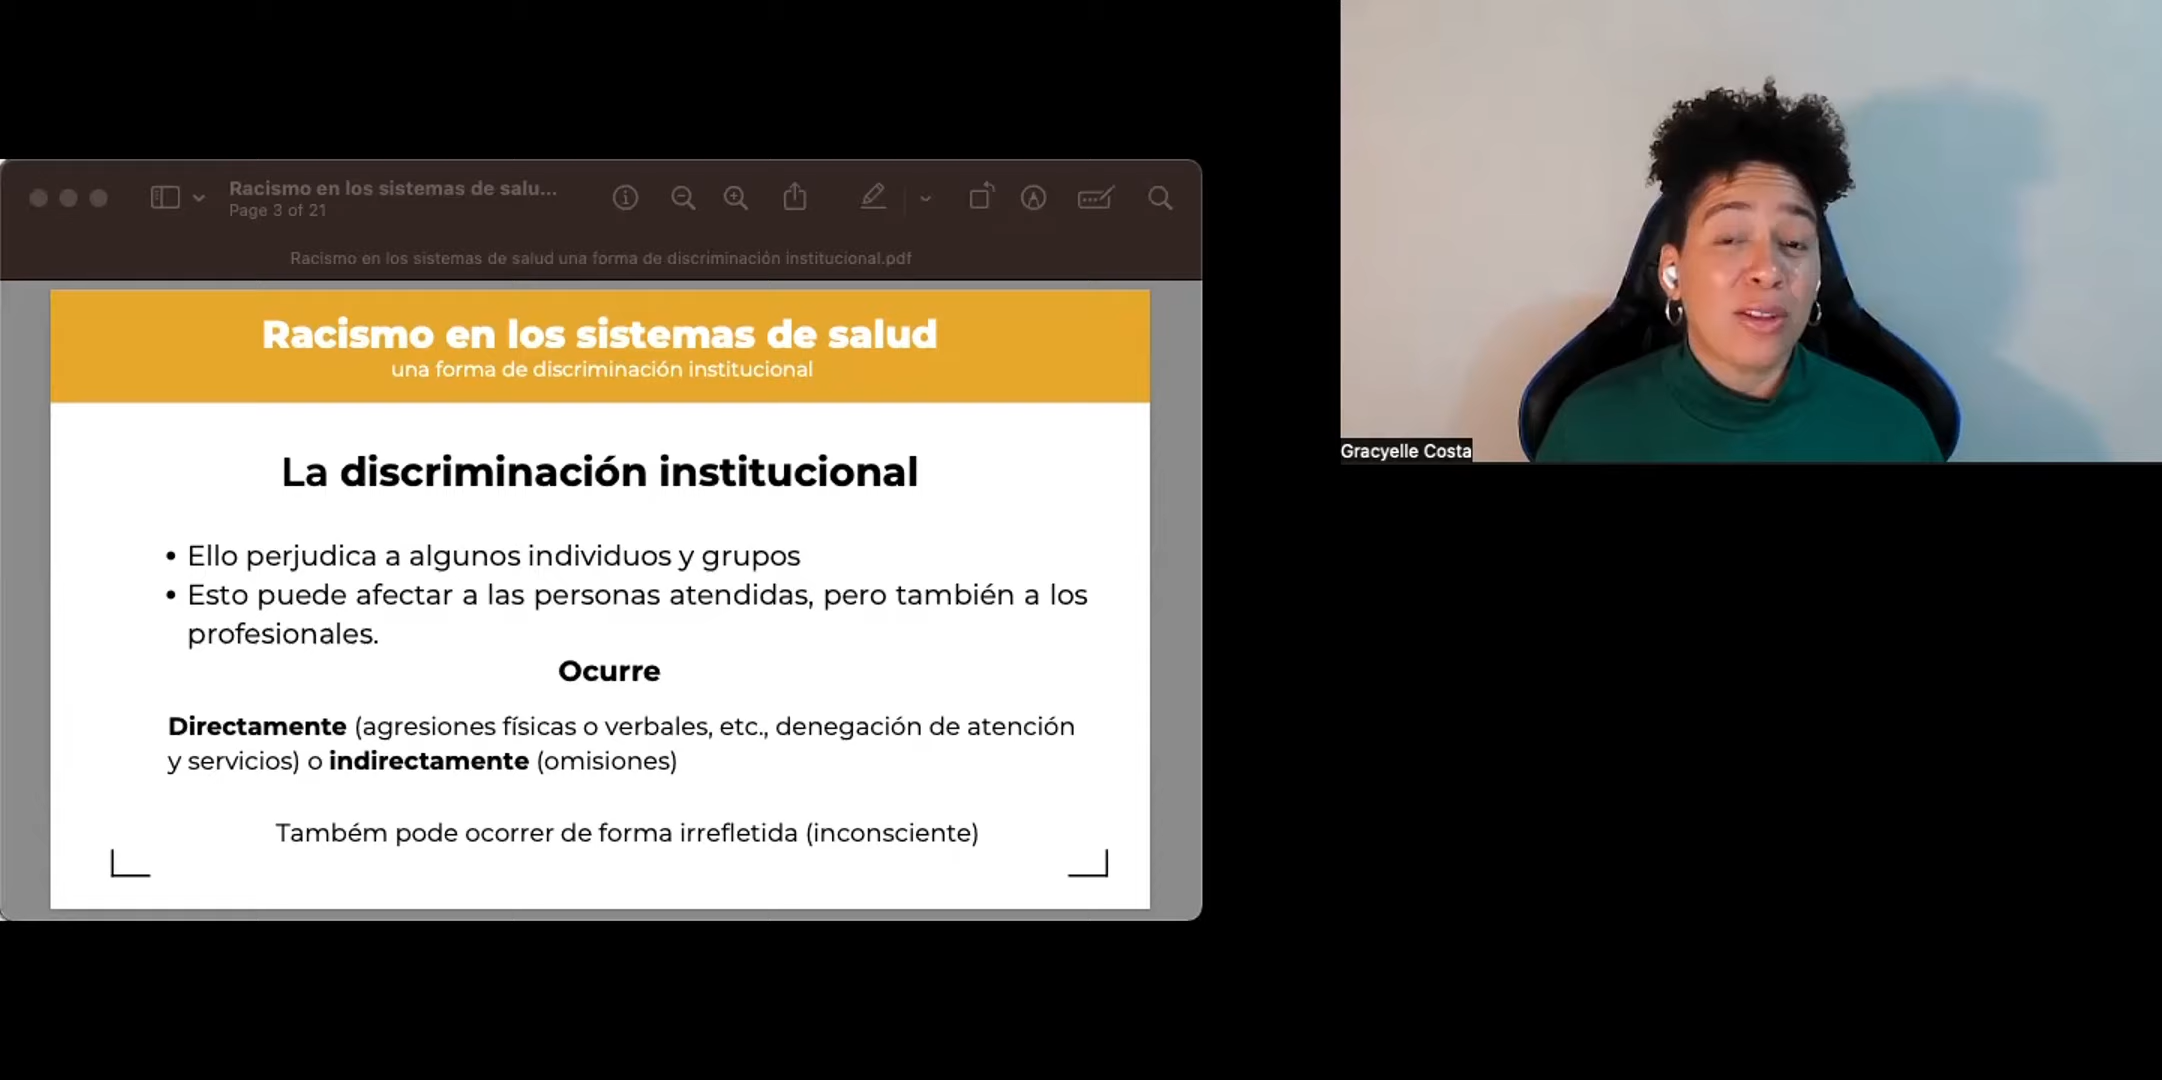 Racismo en los sistemas de salu...
Page 3 of 21
Racismo en los sistemas de salud una forma de discriminación institucional.pdf
Racismo en los sistemas de salud
una forma de discriminación institucional
La discriminación institucional
• Ello perjudica a algunos individuos y grupos
• Esto puede afectar a las personas atendidas, pero también a los
profesionales.
Ocurre
Directamente (agresiones físicas o verbales, etc., denegación de atención
y servicios) o indirectamente (omisiones)
Também pode ocorrer de forma irrefletida (inconsciente)
Gracyelle Costa